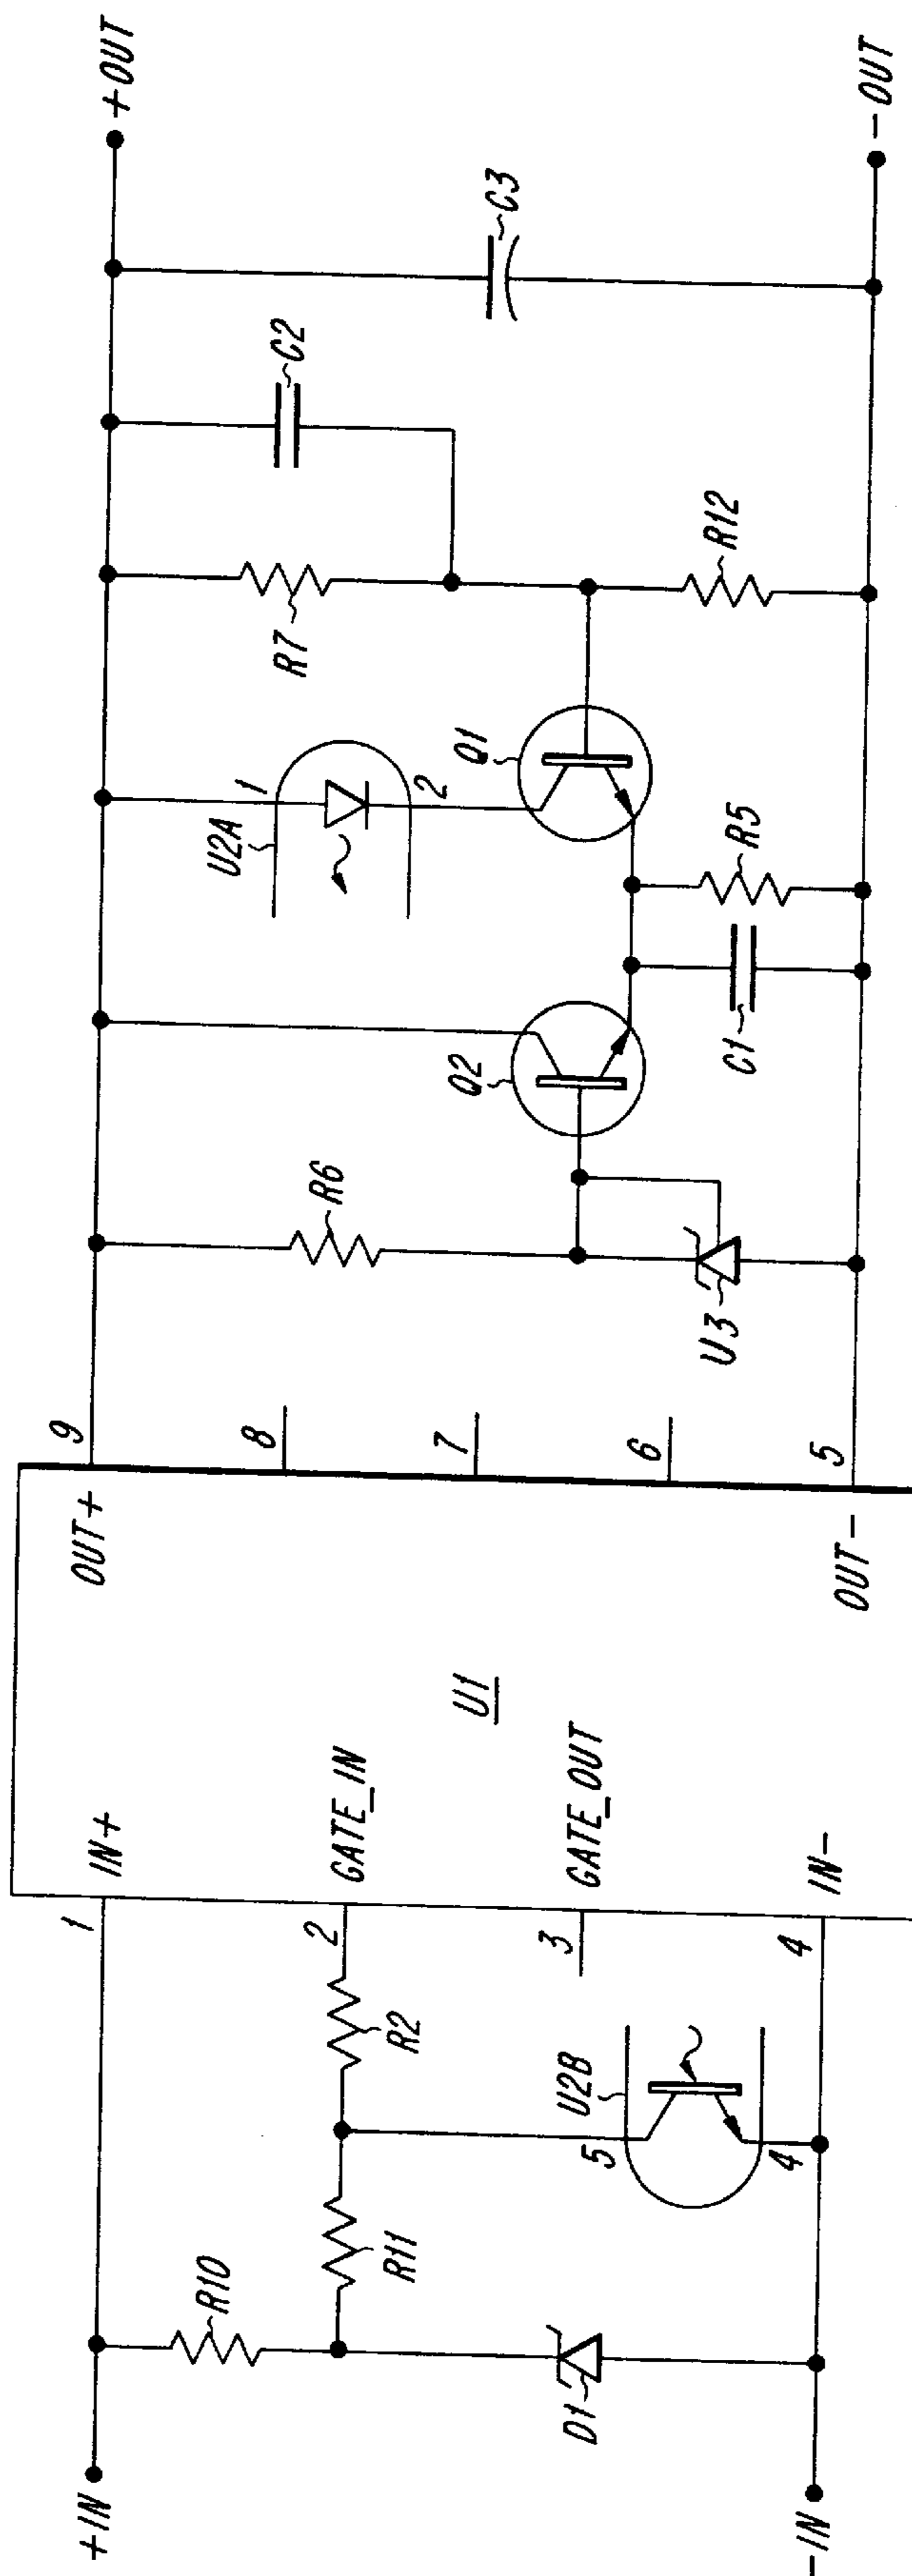 +IN
-IN
R10
D1
R11
R2
U2B
5
4
1
2
3
4
IN+
GATE_IN
GATE_OUT
IN-
U1
OUT+
OUT-
9
8
7
6
5
R6
U3
Q2
C1
R5
U2A
1
2
Q1
R7
R12
C2
C3
+OUT
-OUT